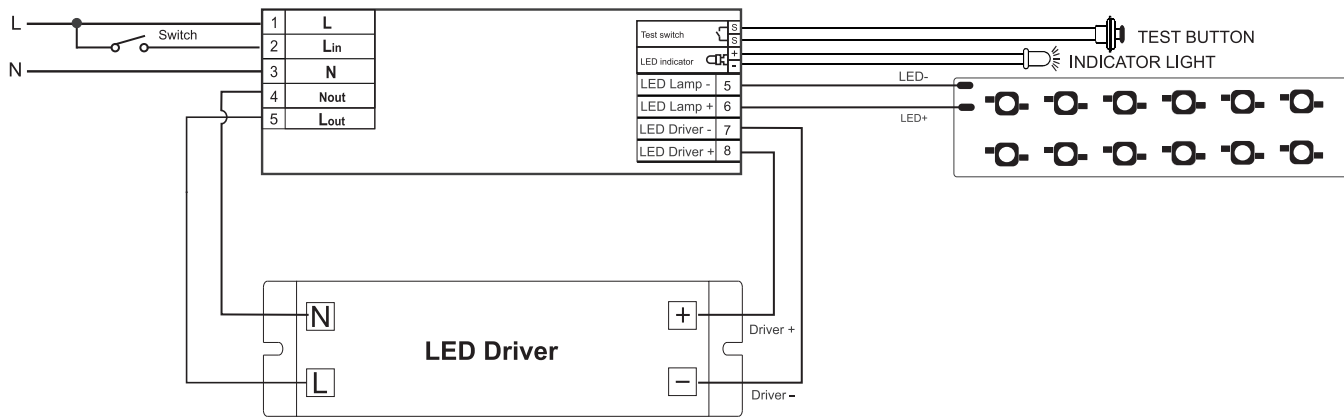 L
Switch
N
1 L
2 Lin
3 N
4 Nout
5 Lout
Test switch S
S
LED indicator +
-
LED Lamp - 5
LED Lamp + 6
LED Driver - 7
LED Driver + 8
TEST BUTTON
INDICATOR LIGHT
LED-
LED+
N
L
LED Driver
+
−
Driver +
Driver −